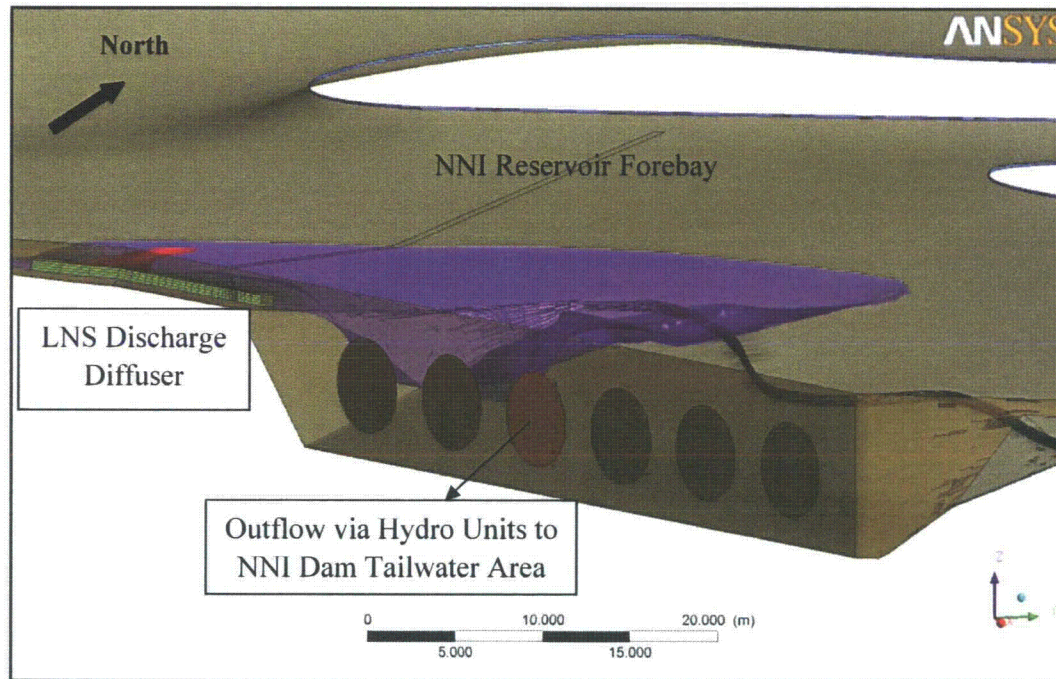 ANSYS
North
NNI Reservoir Forebay
LNS Discharge
Diffuser
Outflow via Hydro Units to
NNI Dam Tailwater Area
0 10.000 20.000 (m)
5.000 15.000
Z